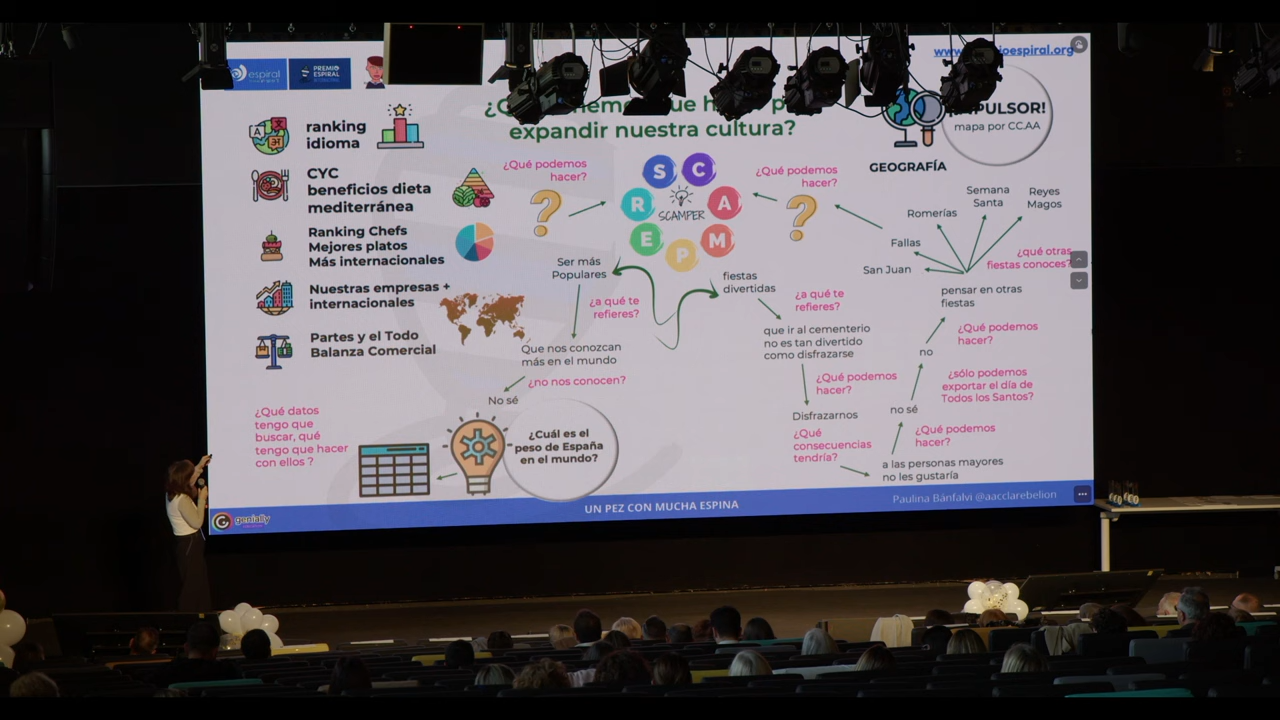 espiral
PREMIO
ESPIRAL
ioespiral.org
expandir nuestra cultura?
ranking
idioma
CYC
beneficios dieta
mediterránea
Ranking Chefs
Mejores platos
Más internacionales
Nuestras empresas +
internacionales
Partes y el Todo
Balanza Comercial
¿Qué datos
tengo que
buscar, qué
tengo que hacer
con ellos ?
¿Qué podemos
hacer?
S
C
A
M
P
E
R
SCAMPER
¿Qué podemos
hacer?
mapa por CC.AA
GEOGRAFÍA
Semana
Santa
Reyes
Magos
Romerías
Fallas
San Juan
¿qué otras
fiestas conoces?
pensar en otras
fiestas
Ser más
Populares
¿a qué te
refieres?
fiestas
divertidas
¿a qué te
refieres?
Que nos conozcan
más en el mundo
¿no nos conocen?
No sé
¿Cuál es el
peso de España
en el mundo?
que ir al cementerio
no es tan divertido
como disfrazarse
¿Qué podemos
hacer?
Disfrazarnos
¿Qué
consecuencias
tendría?
a las personas mayores
no les gustaría
¿Qué podemos
hacer?
no sé
¿sólo podemos
exportar el día de
Todos los Santos?
no
¿Qué podemos
hacer?
genially
UN PEZ CON MUCHA ESPINA
Paulina Bánfalvi @aacclarebelion